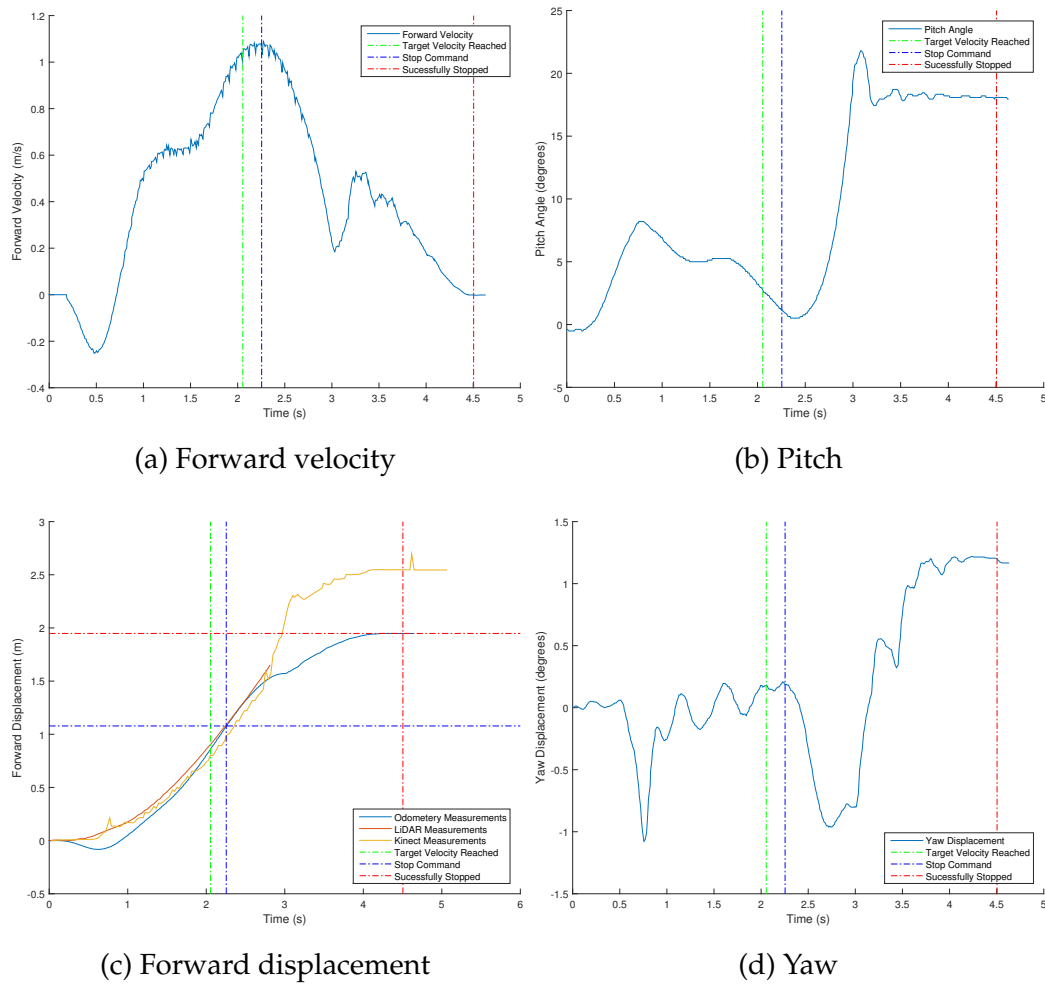 1.2
1
0.8
0.6
0.4
0.2
0
-0.2
-0.4
Forward Velocity (m/s)
0 0.5 1 1.5 2 2.5 3 3.5 4 4.5 5
Time (s)
Forward Velocity
Target Velocity Reached
Stop Command
Sucessfully Stopped
(a) Forward velocity
25
20
15
10
5
0
-5
Pitch Angle (degrees)
0 0.5 1 1.5 2 2.5 3 3.5 4 4.5 5
Time (s)
Pitch Angle
Target Velocity Reached
Stop Command
Sucessfully Stopped
(b) Pitch
3
2.5
2
1.5
1
0.5
0
-0.5
Forward Displacement (m)
0 1 2 3 4 5 6
Time (s)
Odometery Measurements
LiDAR Measurements
Kinect Measurements
Target Velocity Reached
Stop Command
Sucessfully Stopped
(c) Forward displacement
1.5
1
0.5
0
-0.5
-1
-1.5
Yaw Displacement (degrees)
0 0.5 1 1.5 2 2.5 3 3.5 4 4.5 5
Time (s)
Yaw Displacement
Target Velocity Reached
Stop Command
Sucessfully Stopped
(d) Yaw